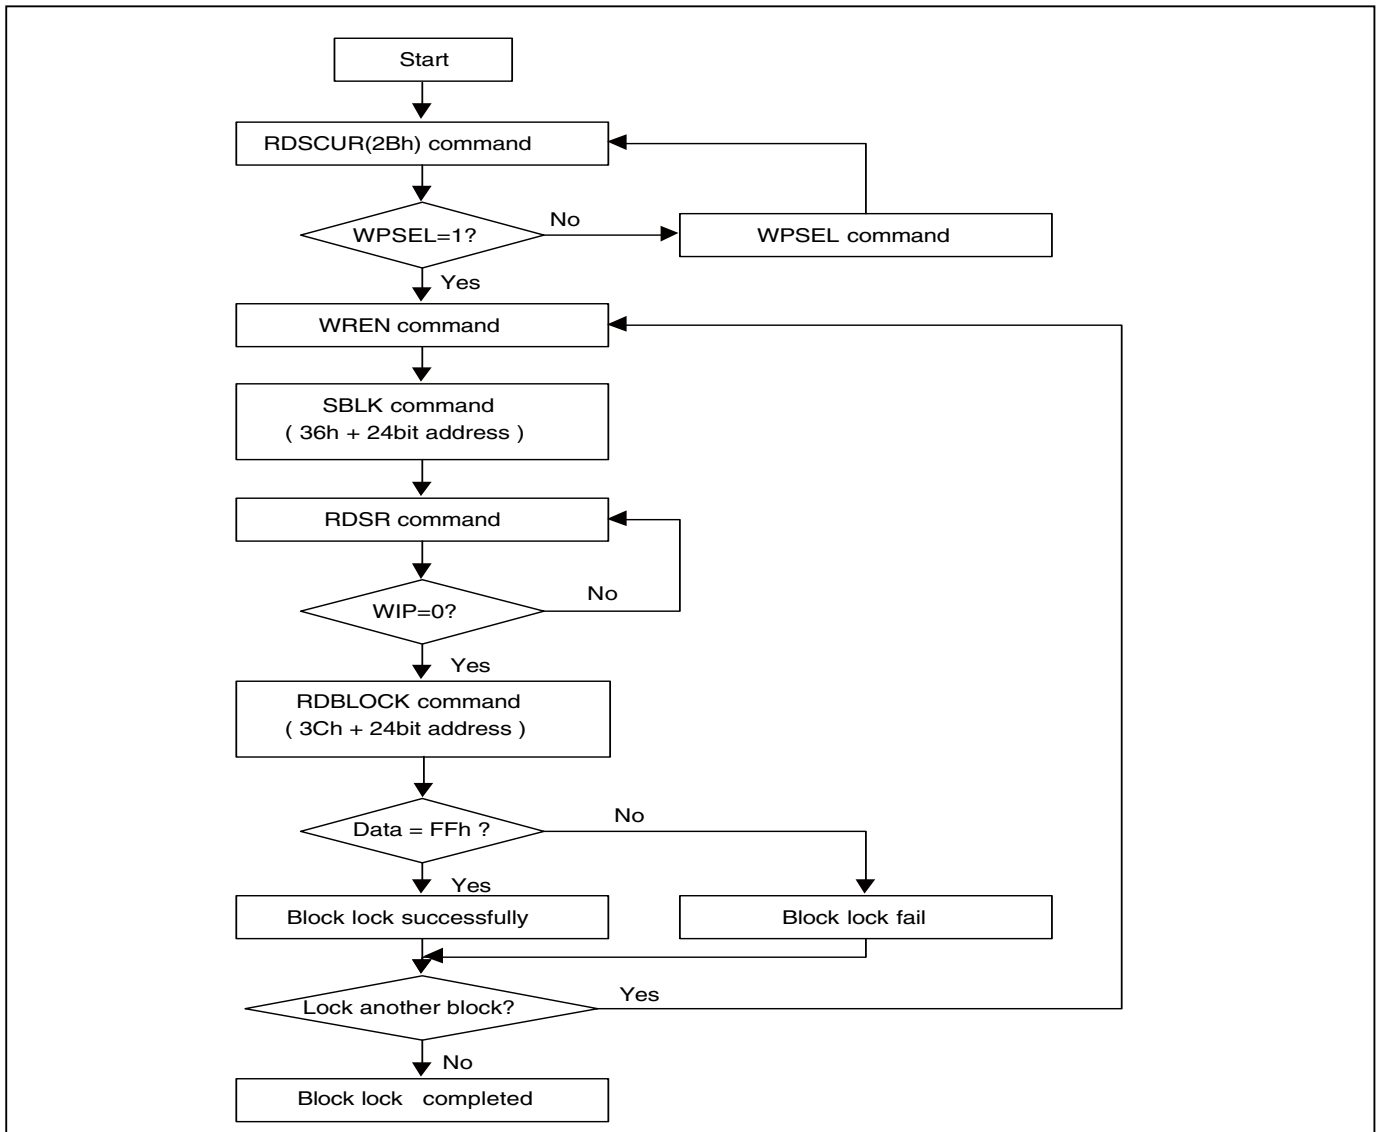 Start
RDSCUR(2Bh) command
WPSEL=1?
No
WPSEL command
Yes
WREN command
SBLK command
( 36h + 24bit address )
RDSR command
WIP=0?
No
Yes
RDBLOCK command
( 3Ch + 24bit address )
Data = FFh ?
No
Yes
Block lock successfully
Block lock fail
Lock another block?
Yes
No
Block lock completed